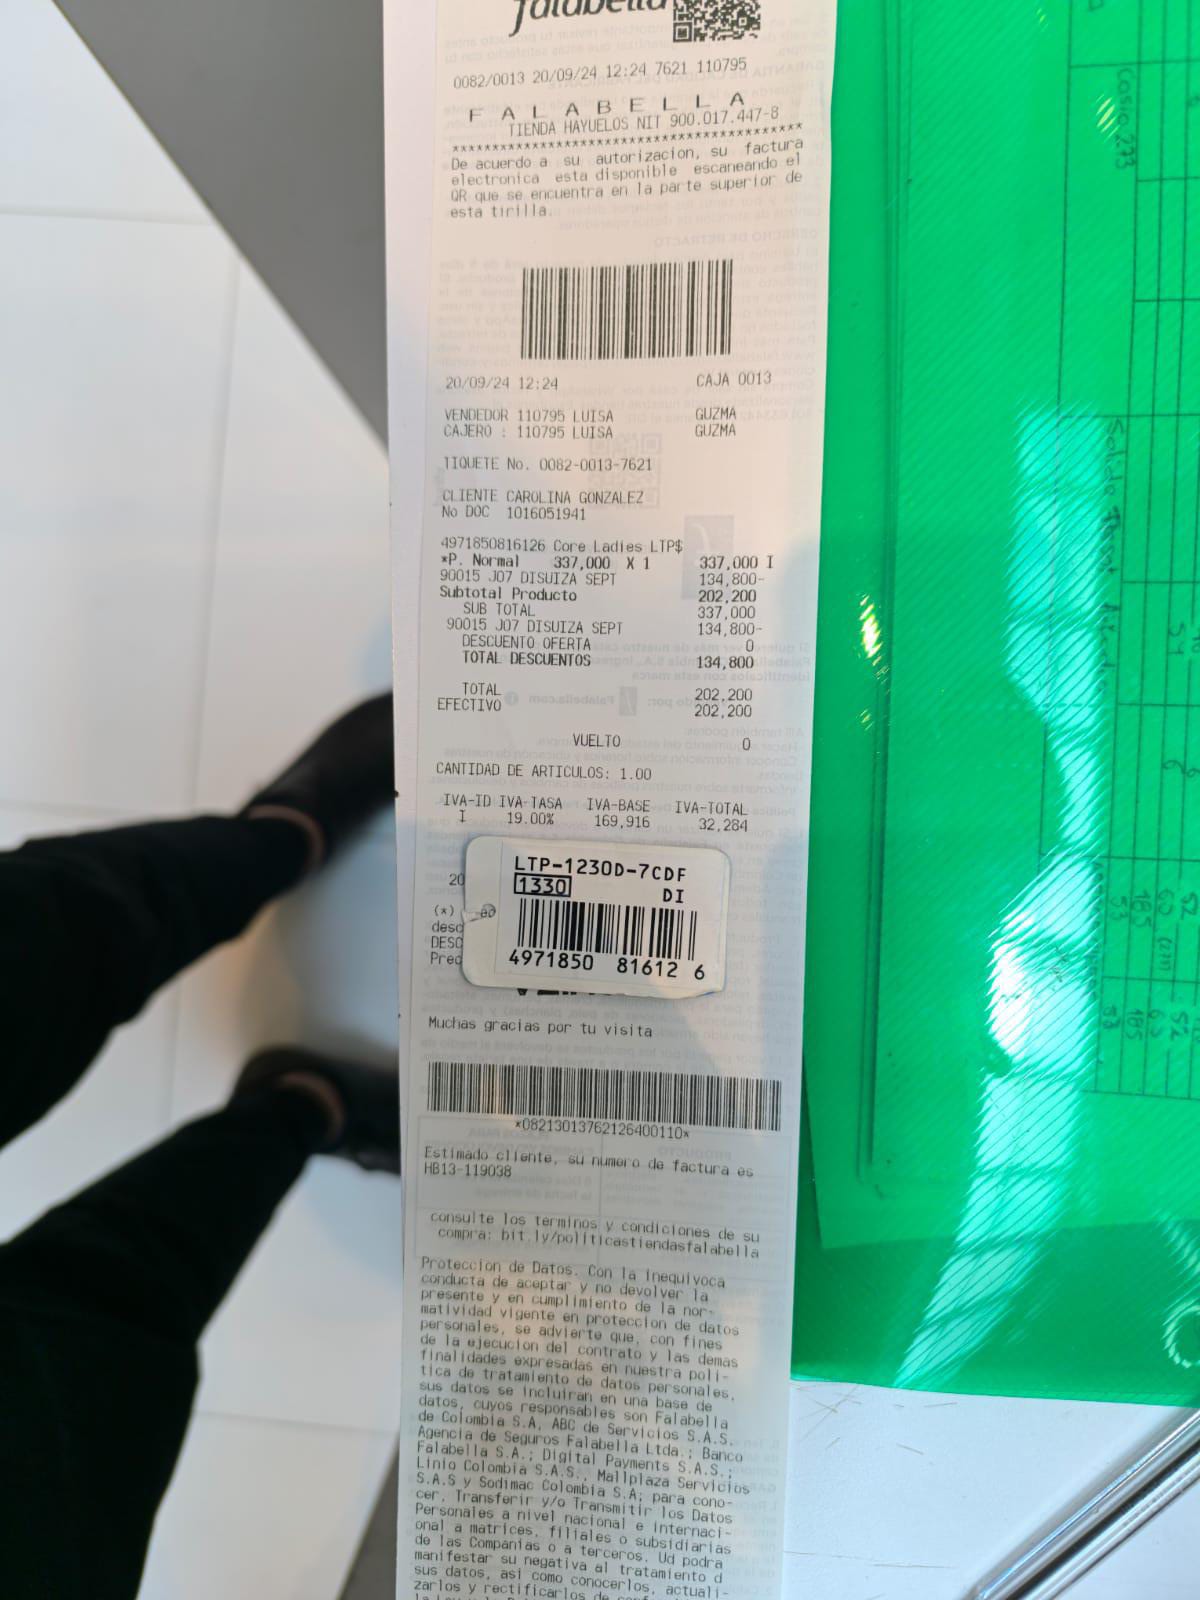 falabella
0082/0013 20/09/24 12:24 7621 110795
F A L A B E L L A
TIENDA HAYUELOS NIT 900.017.447-8
******************************************
De acuerdo a su autorizacion, su factura
electronica esta disponible escaneando el
QR que se encuentra en la parte superior de
esta tirilla.
20/09/24 12:24 CAJA 0013
VENDEDOR 110795 LUISA GUZMA
CAJERO : 110795 LUISA GUZMA
TIQUETE No. 0082-0013-7621
CLIENTE CAROLINA GONZALEZ
No DOC 1016051941
4971850816126 Core Ladies LTP$
*P. Normal 337,000 X 1 337,000 I
90015 J07 DISUIZA SEPT 134,800-
Subtotal Producto 202,200
SUB TOTAL 337,000
90015 J07 DISUIZA SEPT 134,800-
DESCUENTO OFERTA 0
TOTAL DESCUENTOS 134,800
TOTAL 202,200
EFECTIVO 202,200
VUELTO 0
CANTIDAD DE ARTICULOS: 1.00
IVA-ID IVA-TASA IVA-BASE IVA-TOTAL
I 19.00% 169,916 32,284
LTP-1230D-7CDF
1330 DI
4971850 81612 6
20
(*)
desc
DESC
Prec
Muchas gracias por tu visita
*08213013762126400110*
Estimado cliente, su numero de factura es
HB13-119038
consulte los terminos y condiciones de su
compra: bit.ly/politicastiendasfalabella
Proteccion de Datos. Con la inequivoca
conducta de aceptar y no devolver la
presente y en cumplimiento de la nor-
matividad vigente en proteccion de datos
personales, se advierte que, con fines
de la ejecucion del contrato y las demas
finalidades expresadas en nuestra poli-
tica de tratamiento de datos personales,
sus datos se incluiran en una base de
datos, cuyos responsables son Falabella
de Colombia S.A, ABC de Servicios S.A.S,
Agencia de Seguros Falabella Ltda.; Banco
Falabella S.A.; Digital Payments S.A.S.;
Linio Colombia S.A.S., Mallplaza Servicios
S.A.S y Sodimac Colombia S.A; para cono-
cer, Transferir y/o Transmitir los Datos
Personales a nivel nacional e internaci-
onal a matrices, filiales o subsidiarias
de las Companias o a terceros. Ud podra
manifestar su negativa al tratamiento d
sus datos, asi como conocerlos, actuali-
zarlos y rectificarlos de
Casio 273